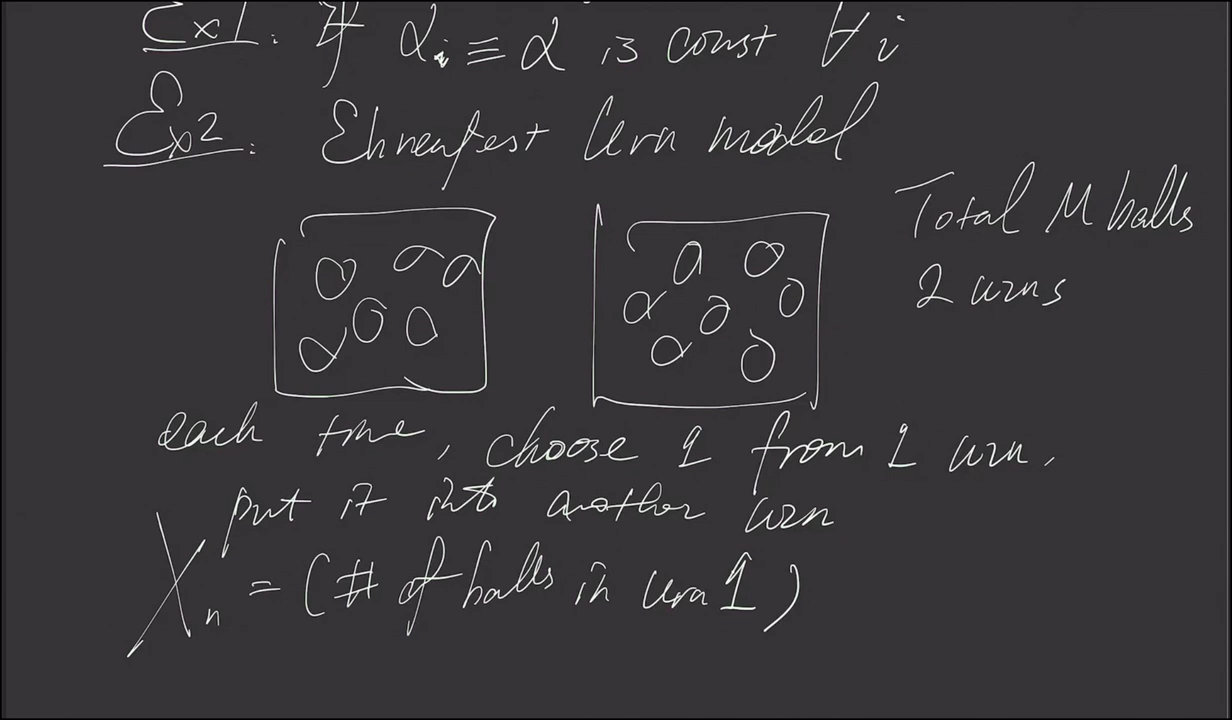 Ex1: If αᵢ ≡ α is const ∀ i
Ex2: Ehrenfest Urn model
Total M balls
2 urns
each time, choose 1 from 1 urn,
put it into another urn
Xₙ = (# of balls in urn 1)